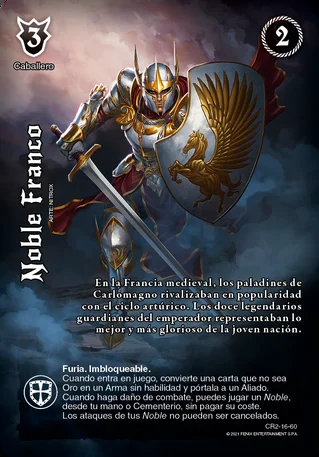 3
2
Caballero
Noble Franco
ARTE: NITROX
En la Francia medieval, los paladines de
Carlomagno rivalizaban en popularidad
con el ciclo artúrico. Los doce legendarios
guardianes del emperador representaban lo
mejor y más glorioso de la joven nación.
Furia. Imbloqueable.
Cuando entra en juego, convierte una carta que no sea
Oro en un Arma sin habilidad y pórtala a un Aliado.
Cuando haga daño de combate, puedes jugar un Noble,
desde tu mano o Cementerio, sin pagar su coste.
Los ataques de tus Noble no pueden ser cancelados.
CR2-16-60
© 2021 FENIX ENTERTAINMENT S.P.A.